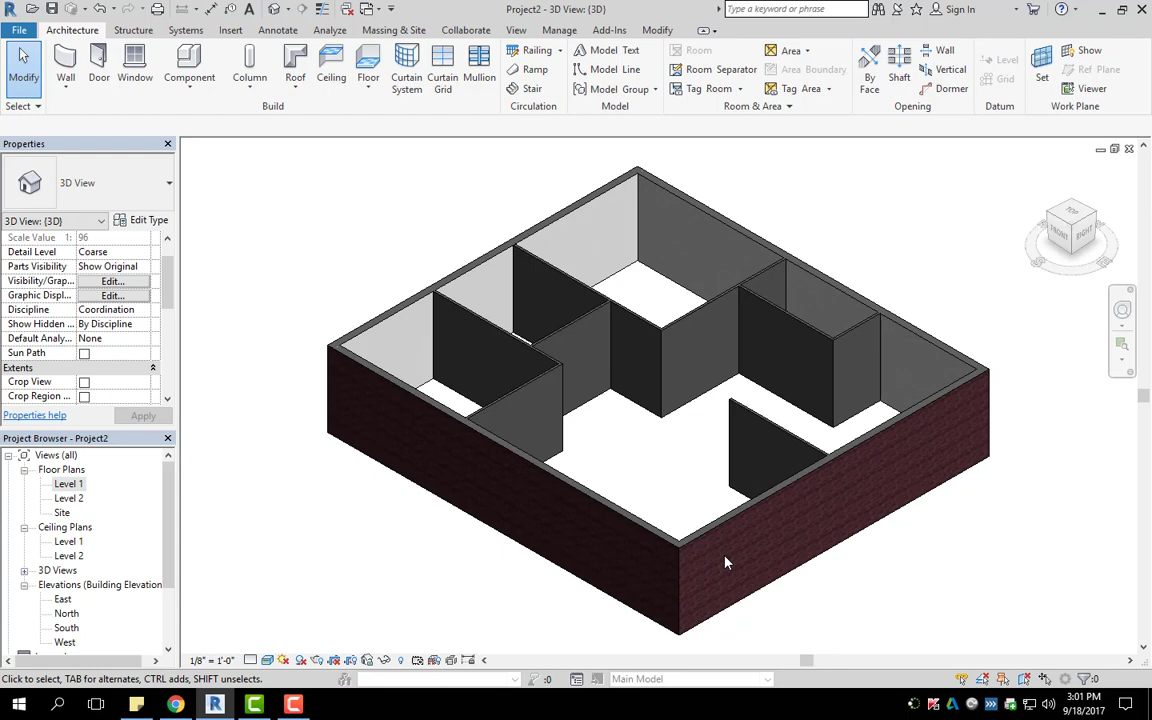 Project2 - 3D View: {3D}
Type a keyword or phrase
Sign In
File Architecture Structure Systems Insert Annotate Analyze Massing & Site Collaborate View Manage Add-Ins Modify
Modify Wall Door Window Component Column Roof Ceiling Floor Curtain System Curtain Grid Mullion
Railing
Ramp
Stair
Model Text
Model Line
Model Group
Room
Room Separator
Tag Room
Area
Area Boundary
Tag Area
By Face
Shaft
Wall
Vertical
Dormer
Level
Grid
Set
Show
Ref Plane
Viewer
Select Build Circulation Model Room & Area Opening Datum Work Plane
Properties
3D View
3D View: {3D} Edit Type
Scale Value 1: 96
Detail Level Coarse
Parts Visibility Show Original
Visibility/Grap... Edit...
Graphic Displ... Edit...
Discipline Coordination
Show Hidden ... By Discipline
Default Analy... None
Sun Path
Extents
Crop View
Crop Region ...
Properties help Apply
Project Browser - Project2
Views (all)
Floor Plans
Level 1
Level 2
Site
Ceiling Plans
Level 1
Level 2
3D Views
Elevations (Building Elevation
East
North
South
West
TOP
FRONT
RIGHT
1/8" = 1'-0"
Click to select, TAB for alternates, CTRL adds, SHIFT unselects.
:0
Main Model
:0
3:01 PM
9/18/2017